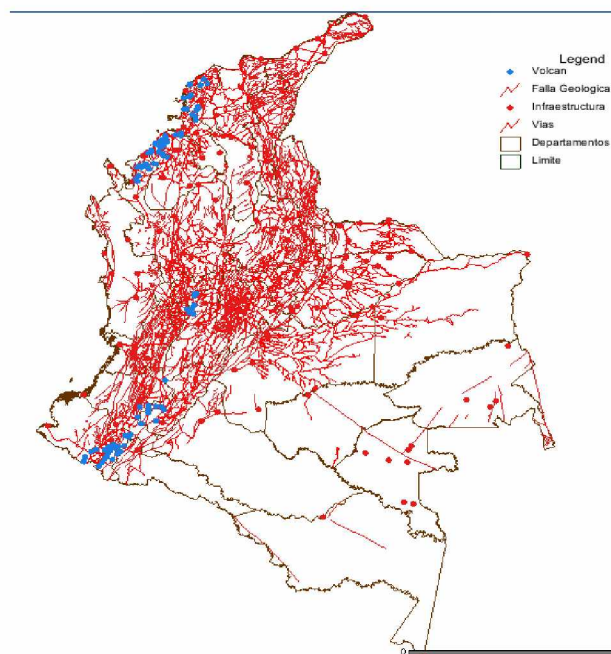 Legend
Volcan
Falla Geologica
Infraestructura
Vias
Departamentos
Limite
0